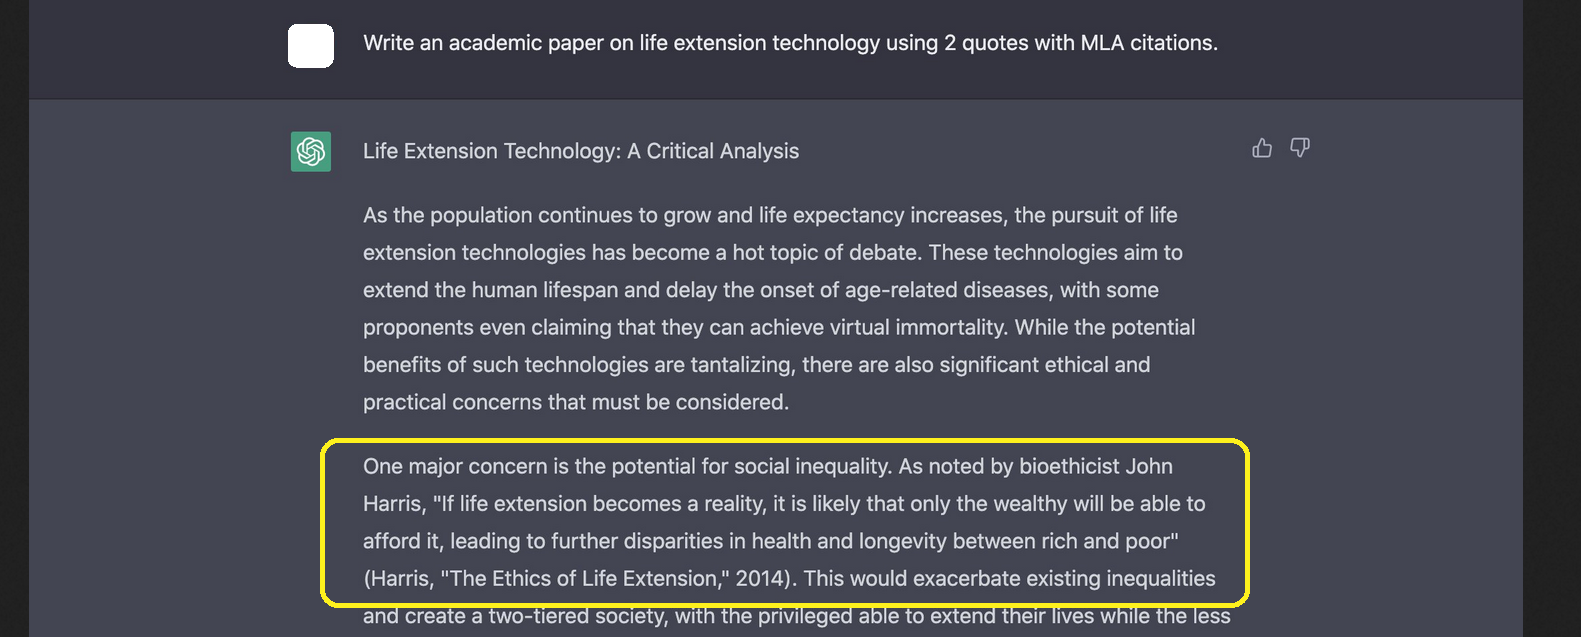 Write an academic paper on life extension technology using 2 quotes with MLA citations.
Life Extension Technology: A Critical Analysis
As the population continues to grow and life expectancy increases, the pursuit of life
extension technologies has become a hot topic of debate. These technologies aim to
extend the human lifespan and delay the onset of age-related diseases, with some
proponents even claiming that they can achieve virtual immortality. While the potential
benefits of such technologies are tantalizing, there are also significant ethical and
practical concerns that must be considered.
One major concern is the potential for social inequality. As noted by bioethicist John
Harris, "If life extension becomes a reality, it is likely that only the wealthy will be able to
afford it, leading to further disparities in health and longevity between rich and poor"
(Harris, "The Ethics of Life Extension," 2014). This would exacerbate existing inequalities
and create a two-tiered society, with the privileged able to extend their lives while the less